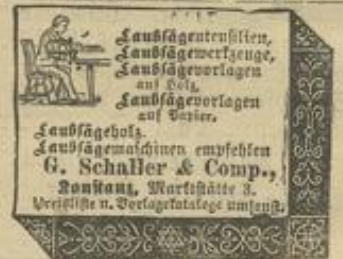 Laubsägeutensilien,
Laubsägewerkzeuge,
Laubsägevorlagen
auf Holz,
Laubsägevorlagen
auf Papier.
Laubsägeholz.
Laubsägemaschinen empfehlen
G. Schaller & Comp.,
Konstanz, Marktstätte 3.
Preisliste u. Vorlagekataloge umsonst.